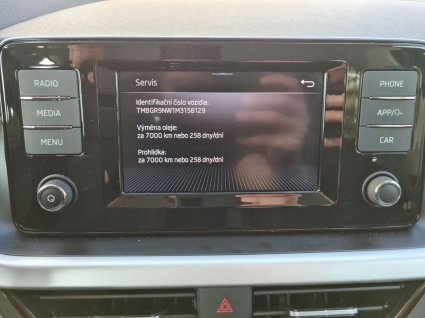 Servis
RADIO
MEDIA
MENU
Identifikační číslo vozidla:
TMBGR9NW1M3158129
Výměna oleje:
za 7000 km nebo 258 dny/dní
Prohlídka:
za 7000 km nebo 258 dny/dní
PHONE
APP/
CAR